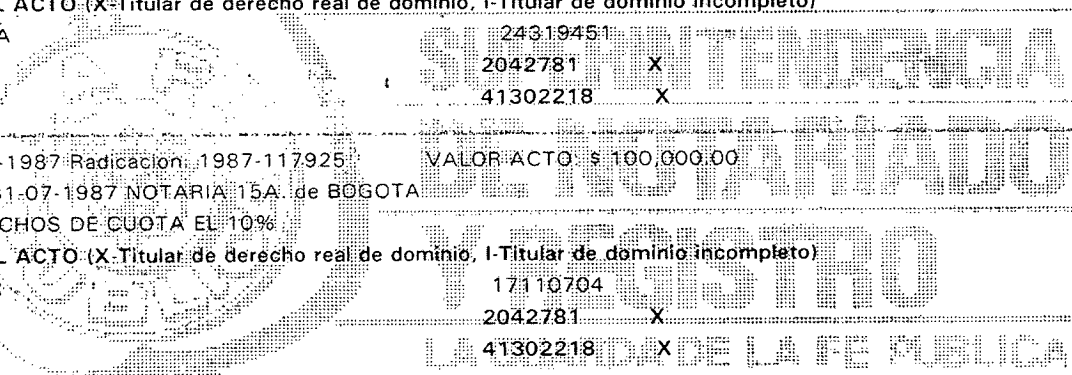 L ACTO (X-Titular de derecho real de dominio, I-Titular de dominio incompleto)
A 24319451
2042781 X
41302218 X
-1987 Radicacion: 1987-117925 VALOR ACTO: $ 100,000.00
31-07-1987 NOTARIA 15A. de BOGOTA
CHOS DE CUOTA EL 10%
L ACTO (X-Titular de derecho real de dominio, I-Titular de dominio incompleto)
17110704
2042781 X
41302218 X
SUPERINTENDENCIA
DE NOTARIADO
Y REGISTRO
LA GUARDA DE LA FE PUBLICA